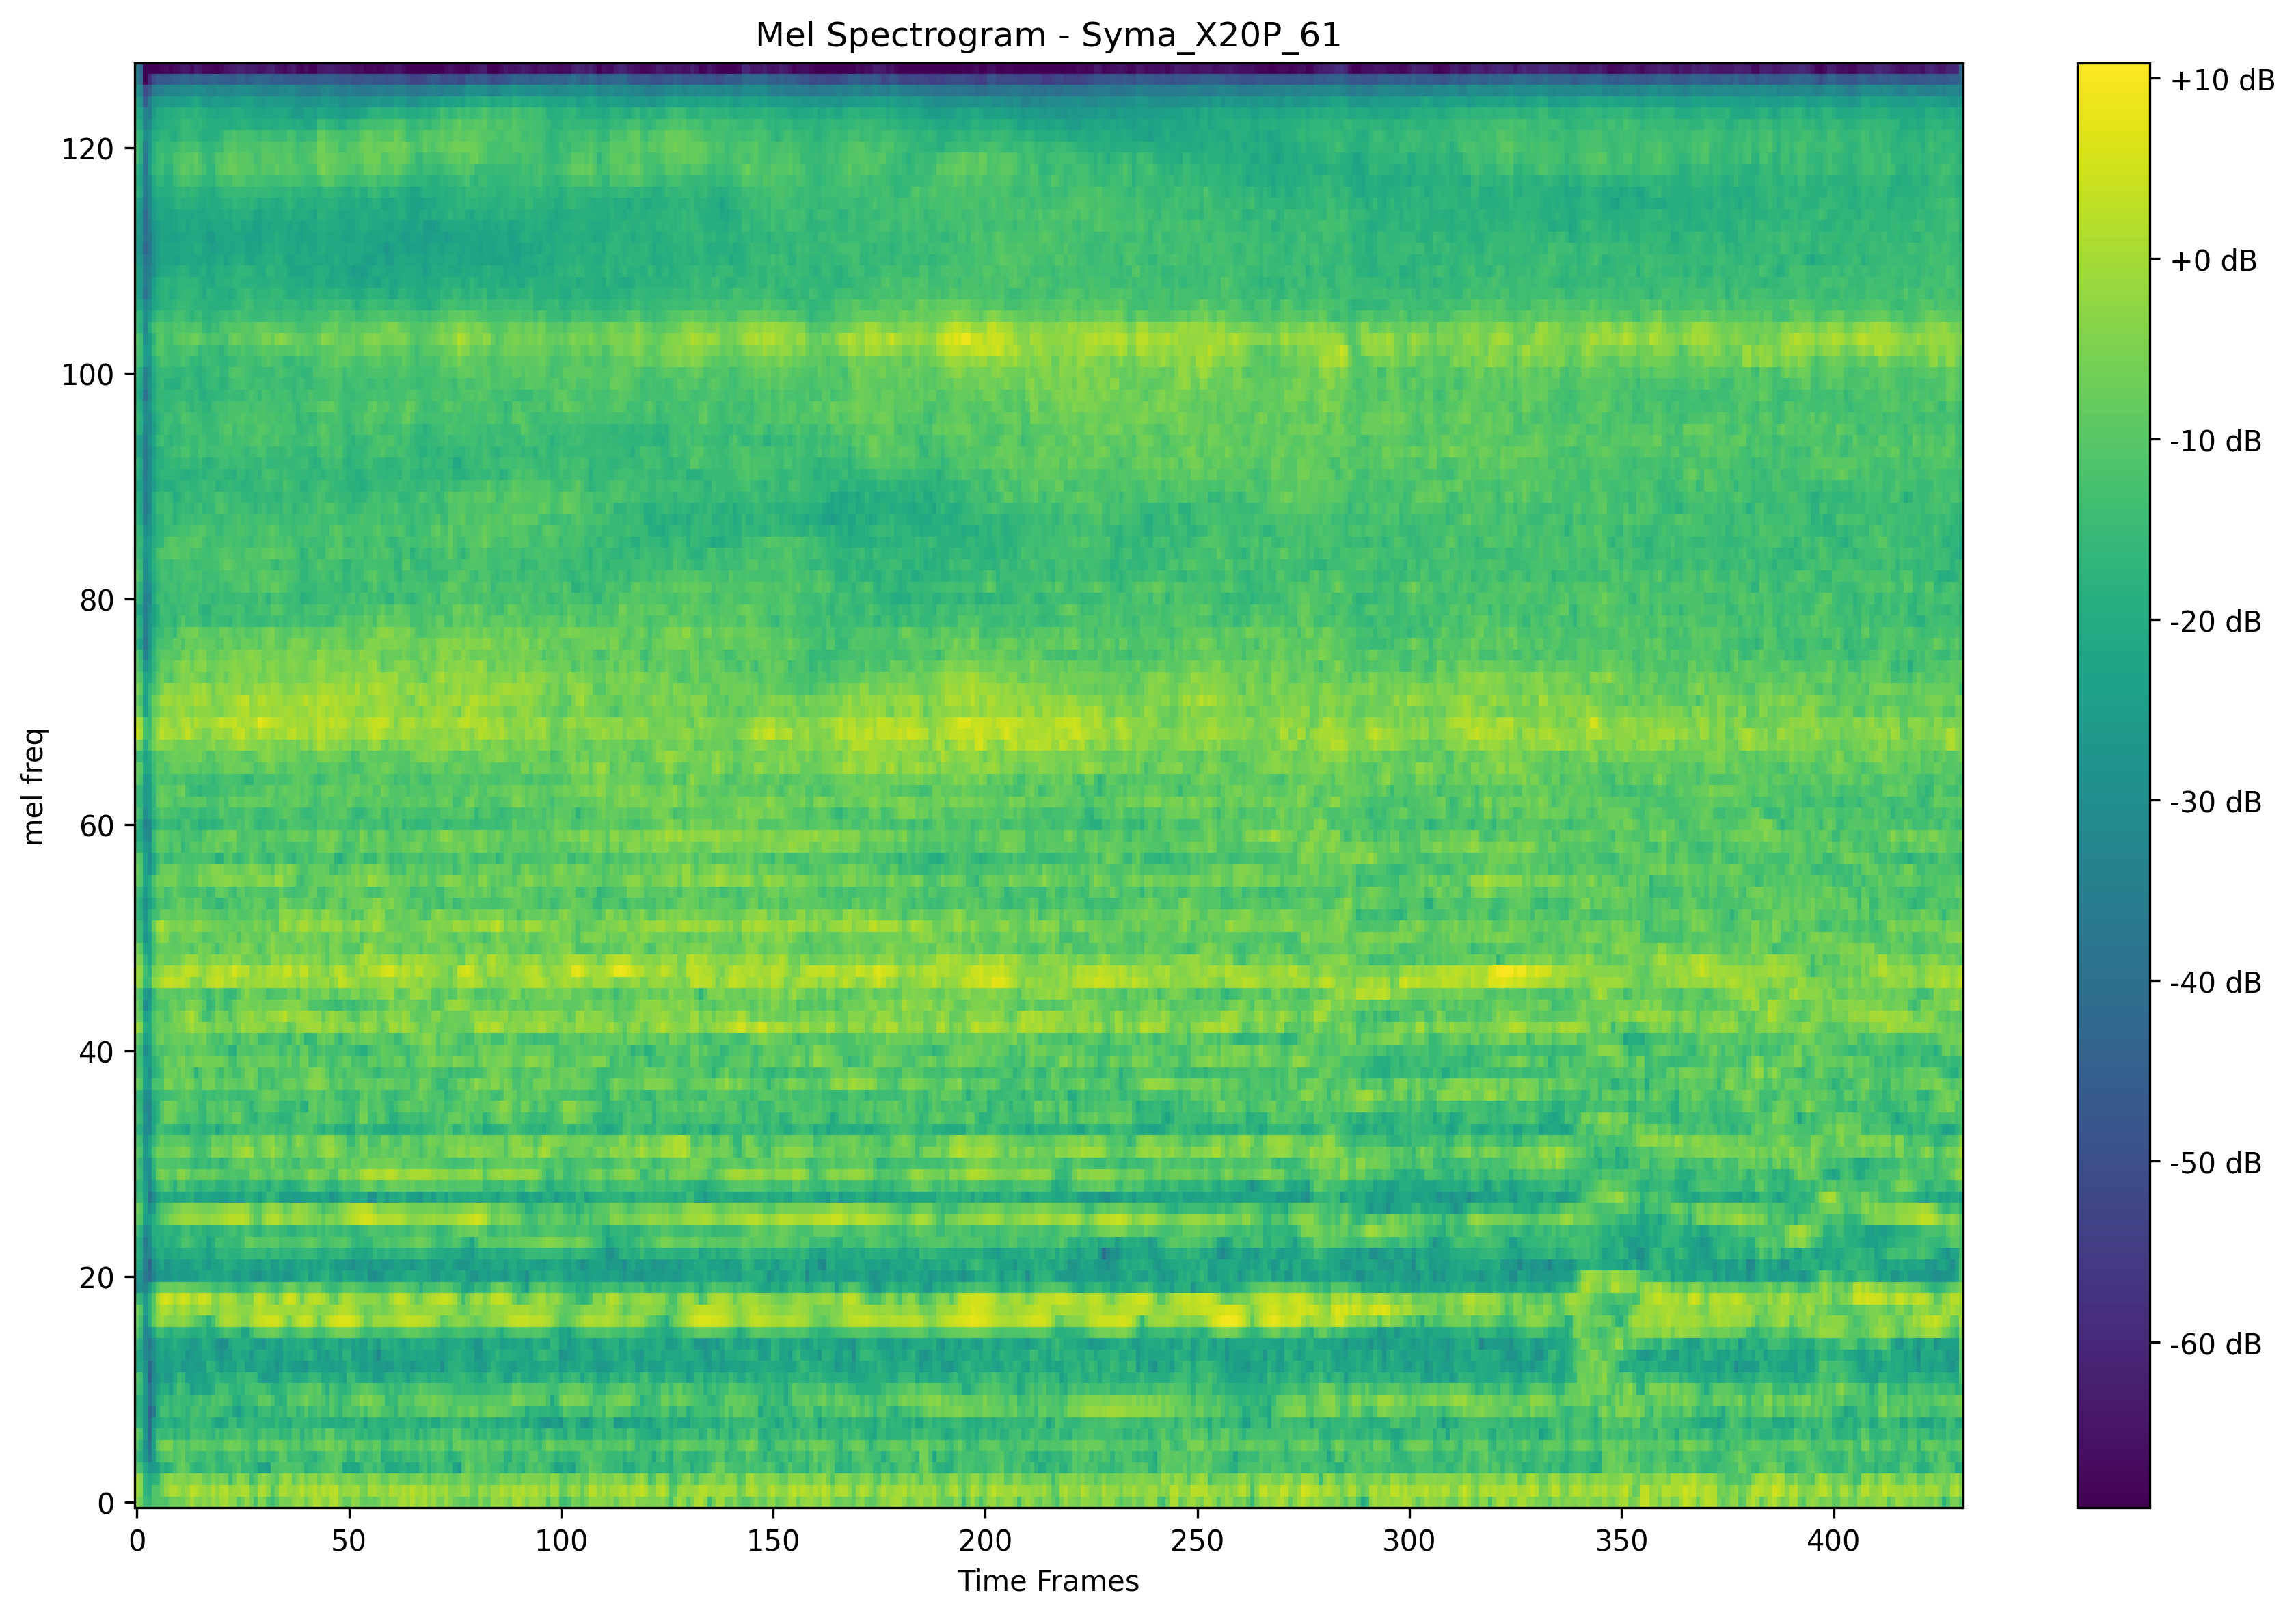 Mel Spectrogram - Syma_X20P_61
mel freq
120
100
80
60
40
20
0
0 50 100 150 200 250 300 350 400
Time Frames
+10 dB
+0 dB
-10 dB
-20 dB
-30 dB
-40 dB
-50 dB
-60 dB